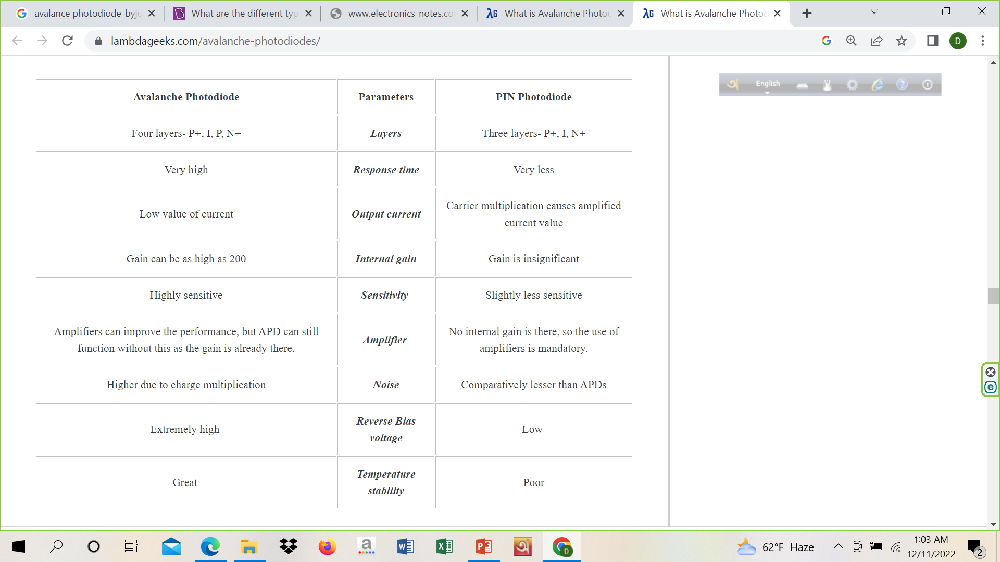 avalance photodiode-byju
What are the different typ
www.electronics-notes.co
What is Avalanche Photoc
What is Avalanche Photoc
lambdageeks.com/avalanche-photodiodes/
D
English
Avalanche Photodiode Parameters PIN Photodiode
Four layers- P+, I, P, N+ Layers Three layers- P+, I, N+
Very high Response time Very less
Low value of current Output current Carrier multiplication causes amplified
current value
Gain can be as high as 200 Internal gain Gain is insignificant
Highly sensitive Sensitivity Slightly less sensitive
Amplifiers can improve the performance, but APD can still
function without this as the gain is already there.
Amplifier
No internal gain is there, so the use of
amplifiers is mandatory.
Higher due to charge multiplication Noise Comparatively lesser than APDs
Extremely high Reverse Bias
voltage
Low
Great Temperature
stability
Poor
62°F Haze
1:03 AM
12/11/2022
2